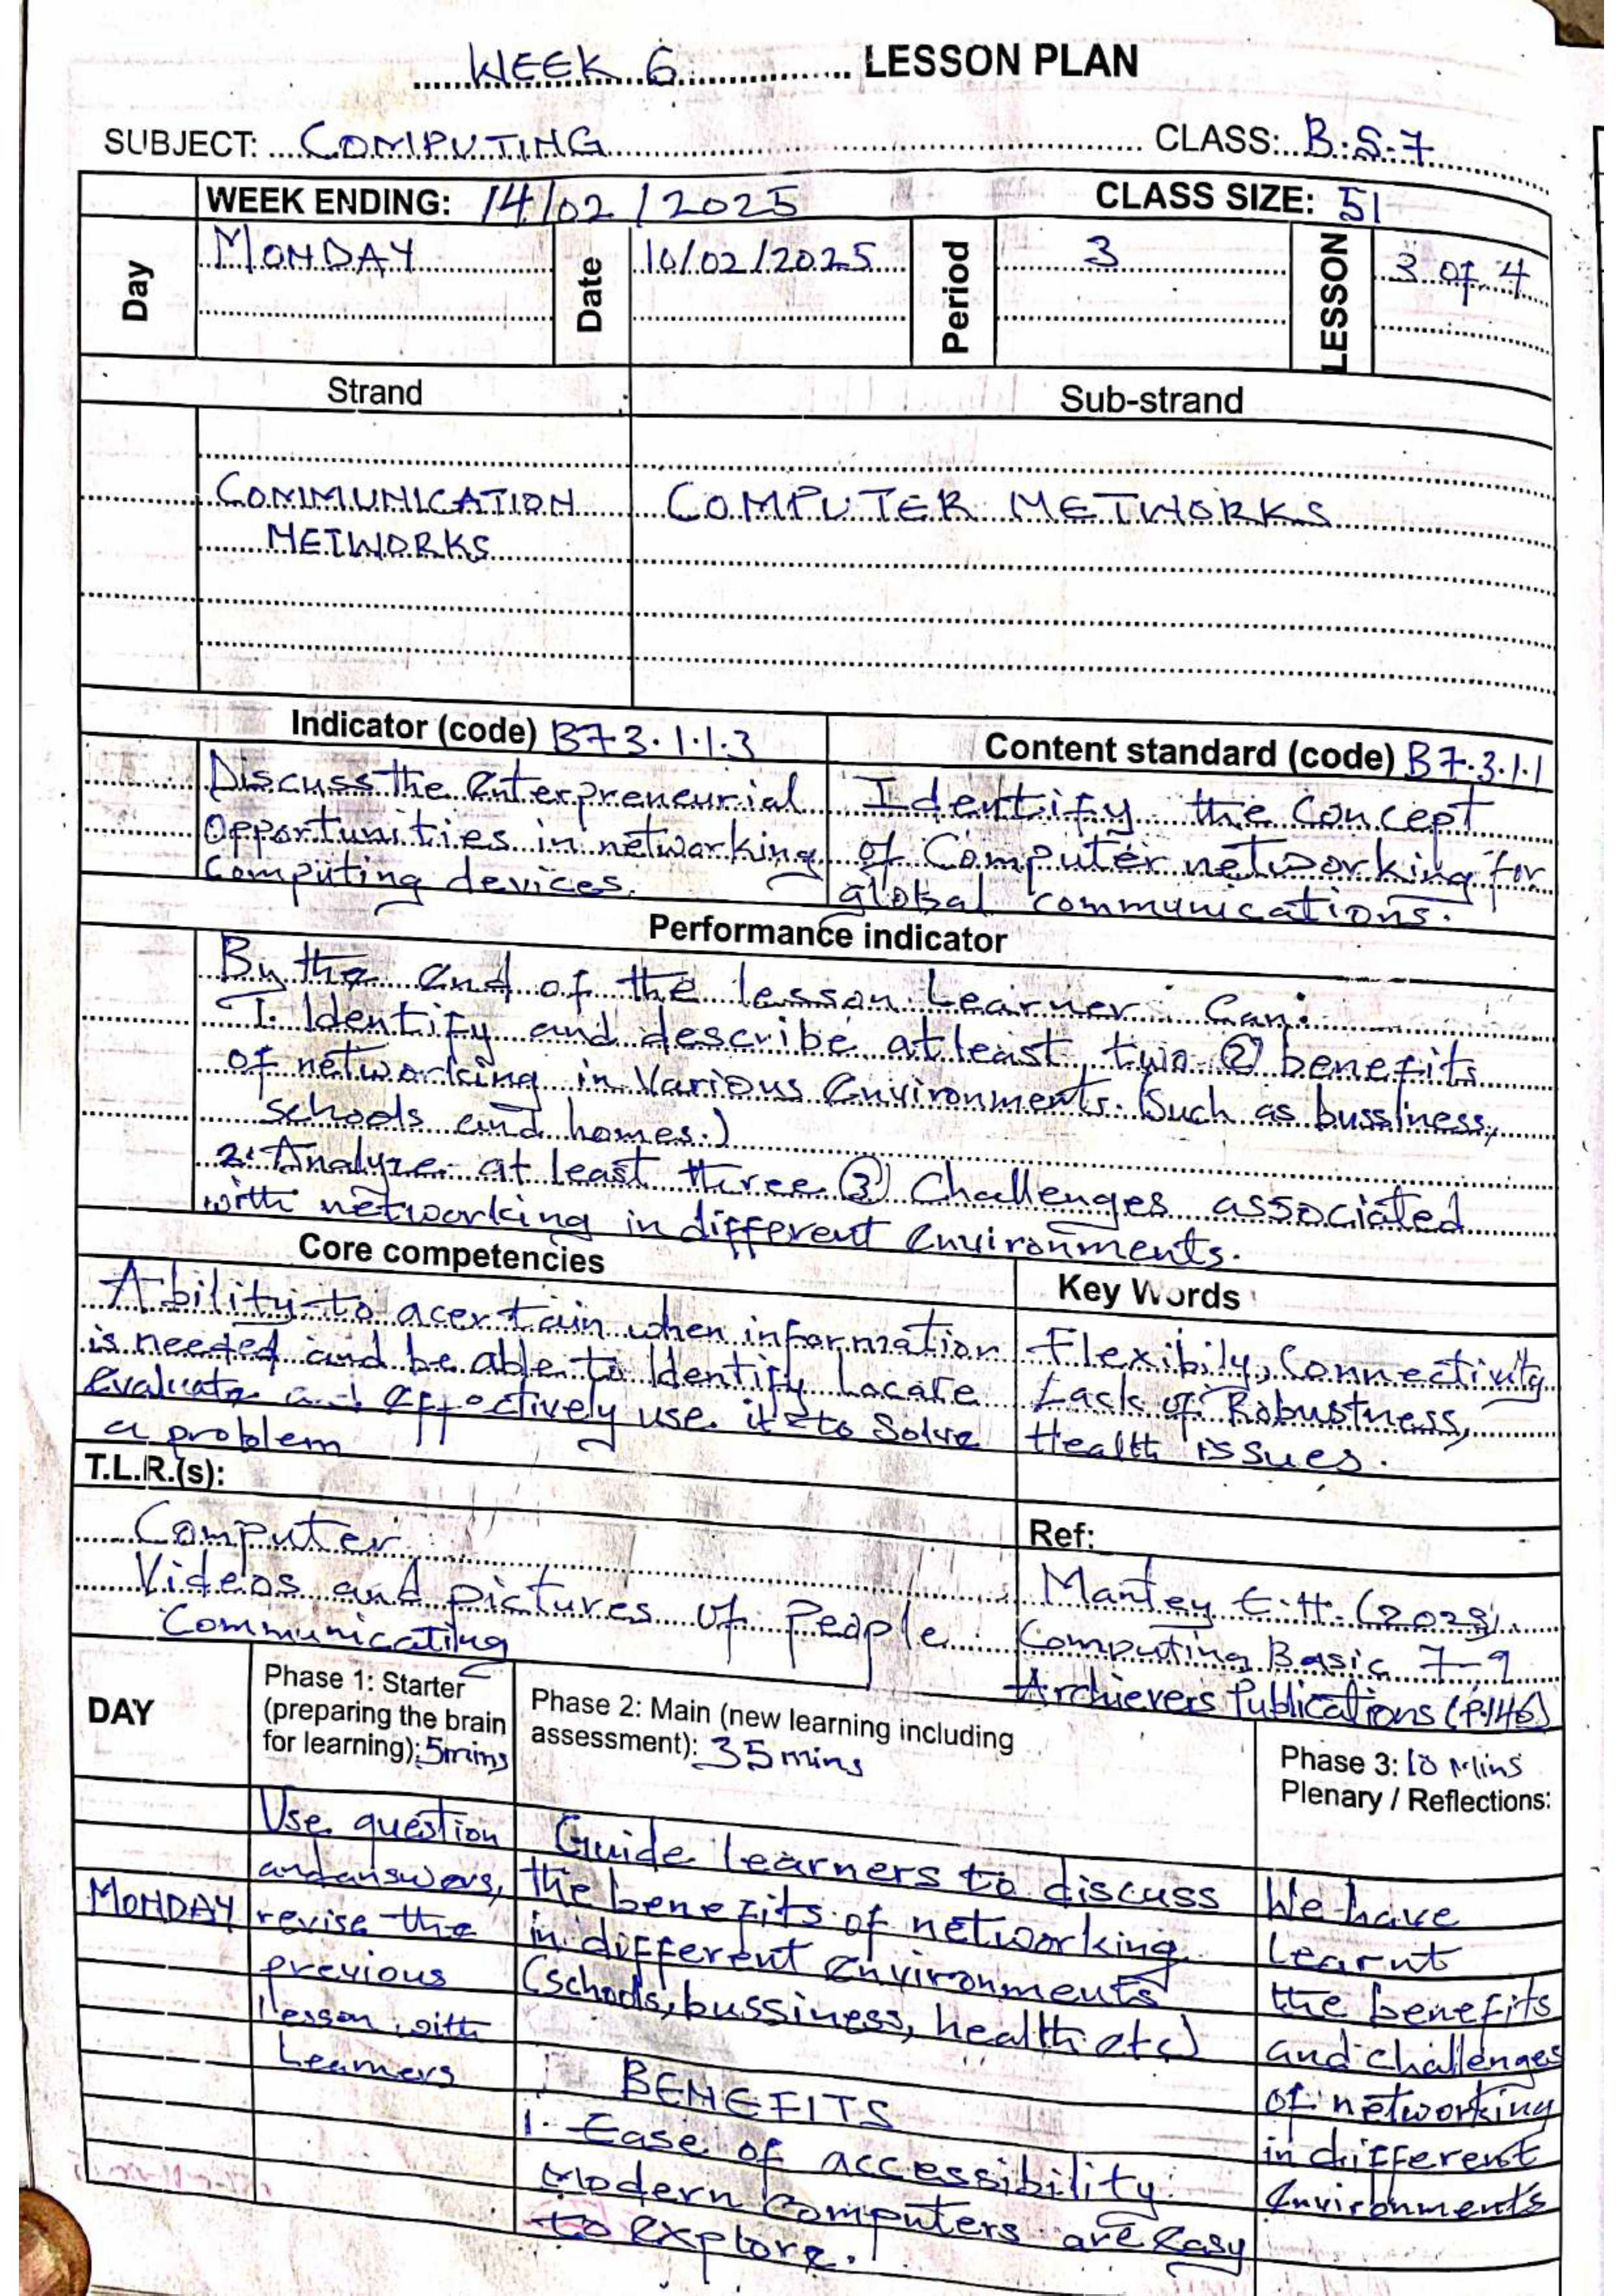 WEEK 6 LESSON PLAN
SUBJECT: COMPUTING CLASS: B.S.7
WEEK ENDING: 14/02/2025 CLASS SIZE: 51
Day MONDAY Date 10/02/2025 Period 3 LESSON 3 of 4
Strand Sub-strand
COMMUNICATION COMPUTER NETWORKS
NETWORKS
Indicator (code) B7 3.1.1.3 Content standard (code) B7.3.1.1
Discuss the enterpreneurial
opportunities in networking
computing devices.
Identify the concept
of Computer networking for
global communications.
Performance indicator
By the end of the lesson Learner Can:
1. Identify and describe at least two ② benefits
of networking in various environments. (Such as bussiness,
schools and homes.)
2. Analyze at least three ③ Challenges associated
with networking in different environments.
Core competencies
Ability to acertain when information
is needed and be able to Identify Locate
evaluate and effectively use it to Solve
a problem
Key Words
Flexibily, Connectivity
Lack of Robustness,
Health issues.
T.L.R.(s):
Computer
Videos and pictures of People
Communicating
Ref:
Mantey E.H.
Computing Basic 7-9
Archievers Publications (P.146)
DAY
Phase 1: Starter
(preparing the brain
for learning): 5mins
Phase 2: Main (new learning including
assessment): 35 mins
Phase 3: 10 Mins
Plenary / Reflections:
MONDAY
Use question
and answers,
revise the
previous
lesson with
Learners
Guide learners to discuss
the benefits of networking
in different environments
(schools, bussiness, health etc)
BENEFITS
1. Ease of accessibility:
Modern computers are easy
to explore.
We have
Learnt
the benefits
and challenges
of networking
in different
environments